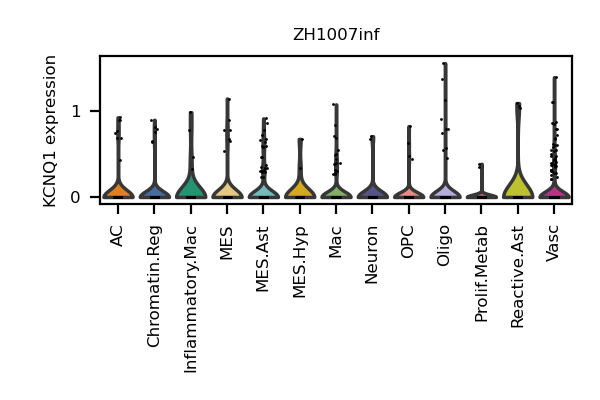 ZH1007inf
KCNQ1 expression
1
0
AC
Chromatin.Reg
Inflammatory.Mac
MES
MES.Ast
MES.Hyp
Mac
Neuron
OPC
Oligo
Prolif.Metab
Reactive.Ast
Vasc